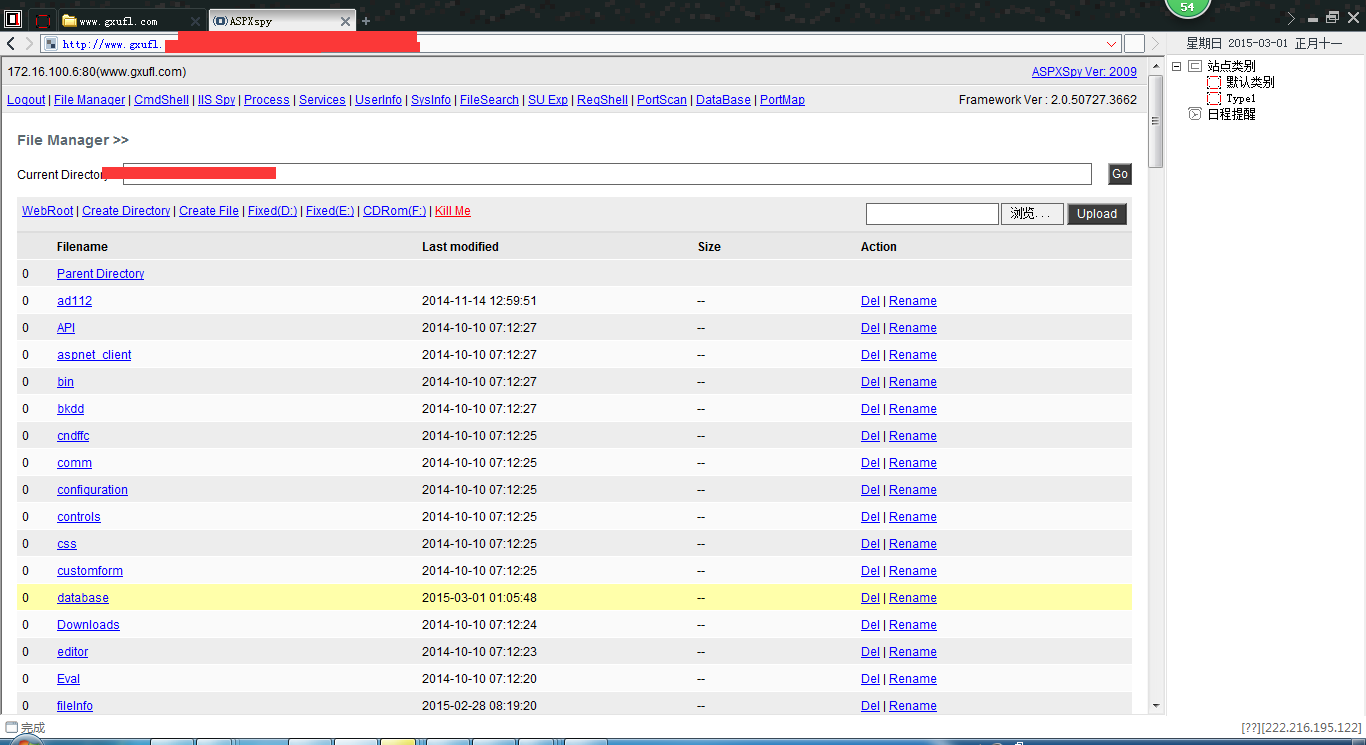 www.gxufl.com
ASPXspy
54
http://www.gxufl.
星期日 2015-03-01 正月十一
172.16.100.6:80(www.gxufl.com)
ASPXSpy Ver: 2009
Logout | File Manager | CmdShell | IIS Spy | Process | Services | UserInfo | SysInfo | FileSearch | SU Exp | RegShell | PortScan | DataBase | PortMap
Framework Ver : 2.0.50727.3662
站点类别
默认类别
Type1
日程提醒
File Manager >>
Current Director
Go
WebRoot | Create Directory | Create File | Fixed(D:) | Fixed(E:) | CDRom(F:) | Kill Me
浏览...
Upload
Filename Last modified Size Action
0 Parent Directory
0 ad112 2014-11-14 12:59:51 -- Del | Rename
0 API 2014-10-10 07:12:27 -- Del | Rename
0 aspnet_client 2014-10-10 07:12:27 -- Del | Rename
0 bin 2014-10-10 07:12:27 -- Del | Rename
0 bkdd 2014-10-10 07:12:27 -- Del | Rename
0 cndffc 2014-10-10 07:12:25 -- Del | Rename
0 comm 2014-10-10 07:12:25 -- Del | Rename
0 configuration 2014-10-10 07:12:25 -- Del | Rename
0 controls 2014-10-10 07:12:25 -- Del | Rename
0 css 2014-10-10 07:12:25 -- Del | Rename
0 customform 2014-10-10 07:12:25 -- Del | Rename
0 database 2015-03-01 01:05:48 -- Del | Rename
0 Downloads 2014-10-10 07:12:24 -- Del | Rename
0 editor 2014-10-10 07:12:23 -- Del | Rename
0 Eval 2014-10-10 07:12:20 -- Del | Rename
0 fileInfo 2015-02-28 08:19:20 -- Del | Rename
完成
[??][222.216.195.122]